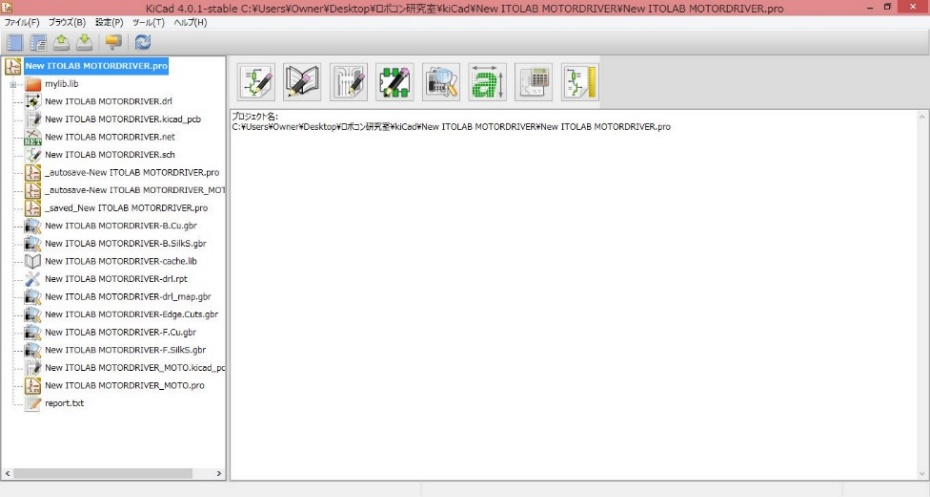 KiCad 4.0.1-stable C:¥Users¥Owner¥Desktop¥ロボコン研究室¥kiCad¥New ITOLAB MOTORDRIVER¥New ITOLAB MOTORDRIVER.pro
ファイル(F) ブラウズ(B) 設定(P) ツール(T) ヘルプ(H)
New ITOLAB MOTORDRIVER.pro
mylib.lib
New ITOLAB MOTORDRIVER.drl
New ITOLAB MOTORDRIVER.kicad_pcb
New ITOLAB MOTORDRIVER.net
New ITOLAB MOTORDRIVER.sch
_autosave-New ITOLAB MOTORDRIVER.pro
_autosave-New ITOLAB MOTORDRIVER_MOT
_saved_New ITOLAB MOTORDRIVER.pro
New ITOLAB MOTORDRIVER-B.Cu.gbr
New ITOLAB MOTORDRIVER-B.SilkS.gbr
New ITOLAB MOTORDRIVER-cache.lib
New ITOLAB MOTORDRIVER-drl.rpt
New ITOLAB MOTORDRIVER-drl_map.gbr
New ITOLAB MOTORDRIVER-Edge.Cuts.gbr
New ITOLAB MOTORDRIVER-F.Cu.gbr
New ITOLAB MOTORDRIVER-F.SilkS.gbr
New ITOLAB MOTORDRIVER_MOTO.kicad_pc
New ITOLAB MOTORDRIVER_MOTO.pro
report.txt
プロジェクト名:
C:¥Users¥Owner¥Desktop¥ロボコン研究室¥kiCad¥New ITOLAB MOTORDRIVER¥New ITOLAB MOTORDRIVER.pro